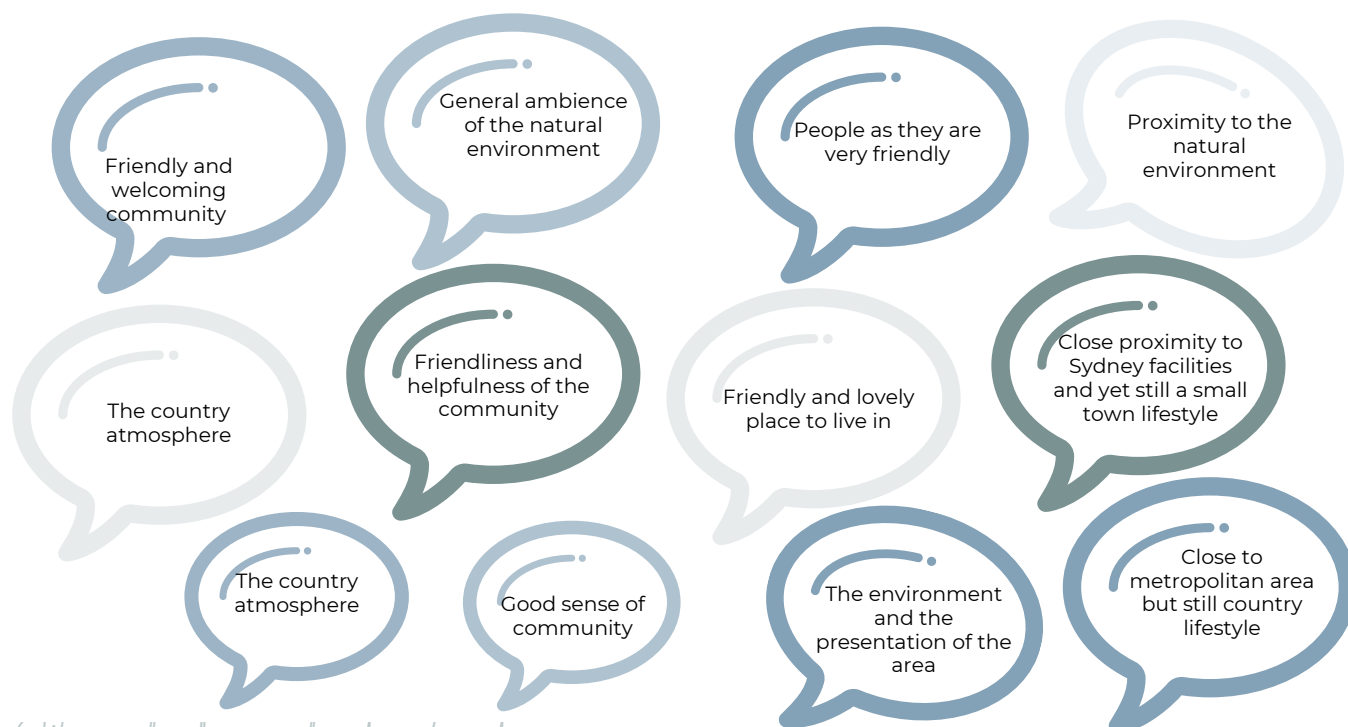 Friendly and
welcoming
community
General ambience
of the natural
environment
People as they are
very friendly
Proximity to the
natural
environment
The country
atmosphere
Friendliness and
helpfulness of the
community
Friendly and lovely
place to live in
Close proximity to
Sydney facilities
and yet still a small
town lifestyle
The country
atmosphere
Good sense of
community
The environment
and the
presentation of the
area
Close to
metropolitan area
but still country
lifestyle